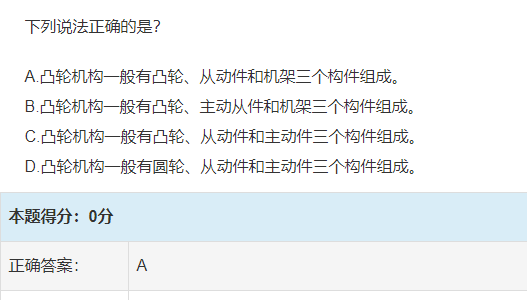 下列说法正确的是?
A.凸轮机构一般有凸轮、从动件和机架三个构件组成。
B.凸轮机构一般有凸轮、主动从件和机架三个构件组成。
C.凸轮机构一般有凸轮、从动件和主动件三个构件组成。
D.凸轮机构一般有圆轮、从动件和主动件三个构件组成。
本题得分：0分
正确答案： A